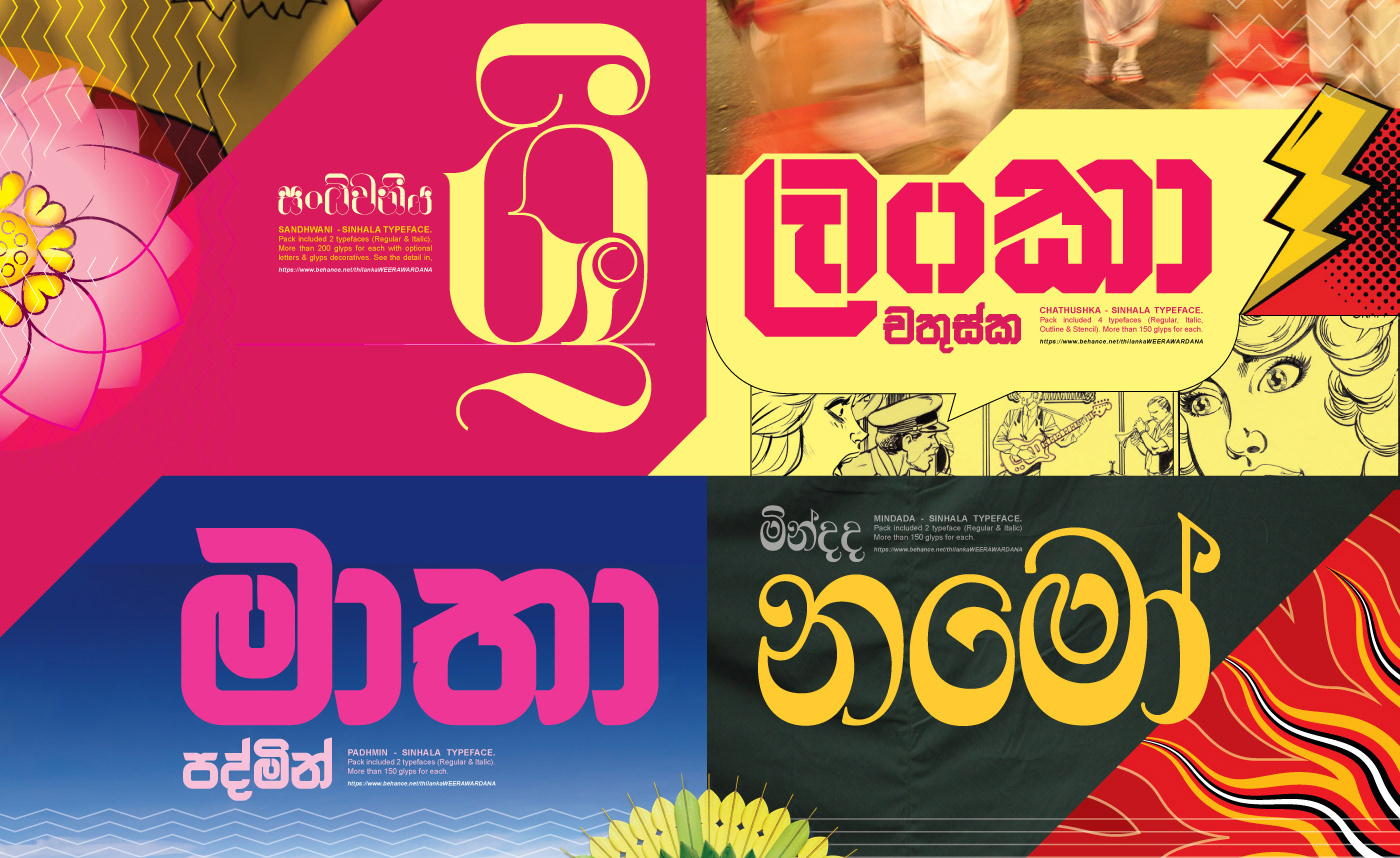 ශ්‍රී
සංධ්වනිය
SANDHWANI - SINHALA TYPEFACE.
Pack included 2 typefaces (Regular & Italic).
More than 200 glyps for each with optional
letters & glyps decoratives. See the detail in,
https://www.behance.net/thilankaWEERAWARDANA
ලංකා
චතුස්ක
CHATHUSHKA - SINHALA TYPEFACE.
Pack included 4 typefaces (Regular, Italic,
Outline & Stencil). More than 150 glyps for each.
https://www.behance.net/thilankaWEERAWARDANA
මාතා
පද්මින්
PADHMIN - SINHALA TYPEFACE.
Pack included 2 typefaces (Regular & Italic).
More than 150 glyps for each.
https://www.behance.net/thilankaWEERAWARDANA
මින්දද
MINDADA - SINHALA TYPEFACE.
Pack included 2 typeface (Regular & Italic)
More than 150 glyps for each.
https://www.behance.net/thilankaWEERAWARDANA
නමෝ